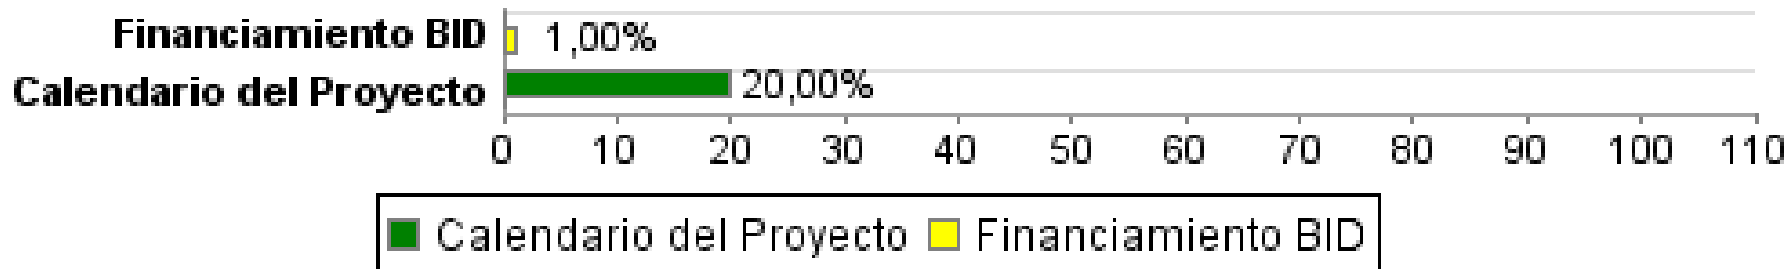 Financiamiento BID 1,00%
Calendario del Proyecto 20,00%
0 10 20 30 40 50 60 70 80 90 100 110
Calendario del Proyecto Financiamiento BID